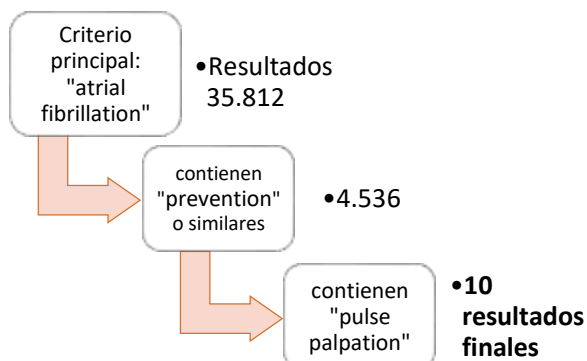 Criterio
principal:
"atrial
fibrillation"
•Resultados
35.812
contienen
"prevention"
o similares
•4.536
contienen
"pulse
palpation"
•10
resultados
finales